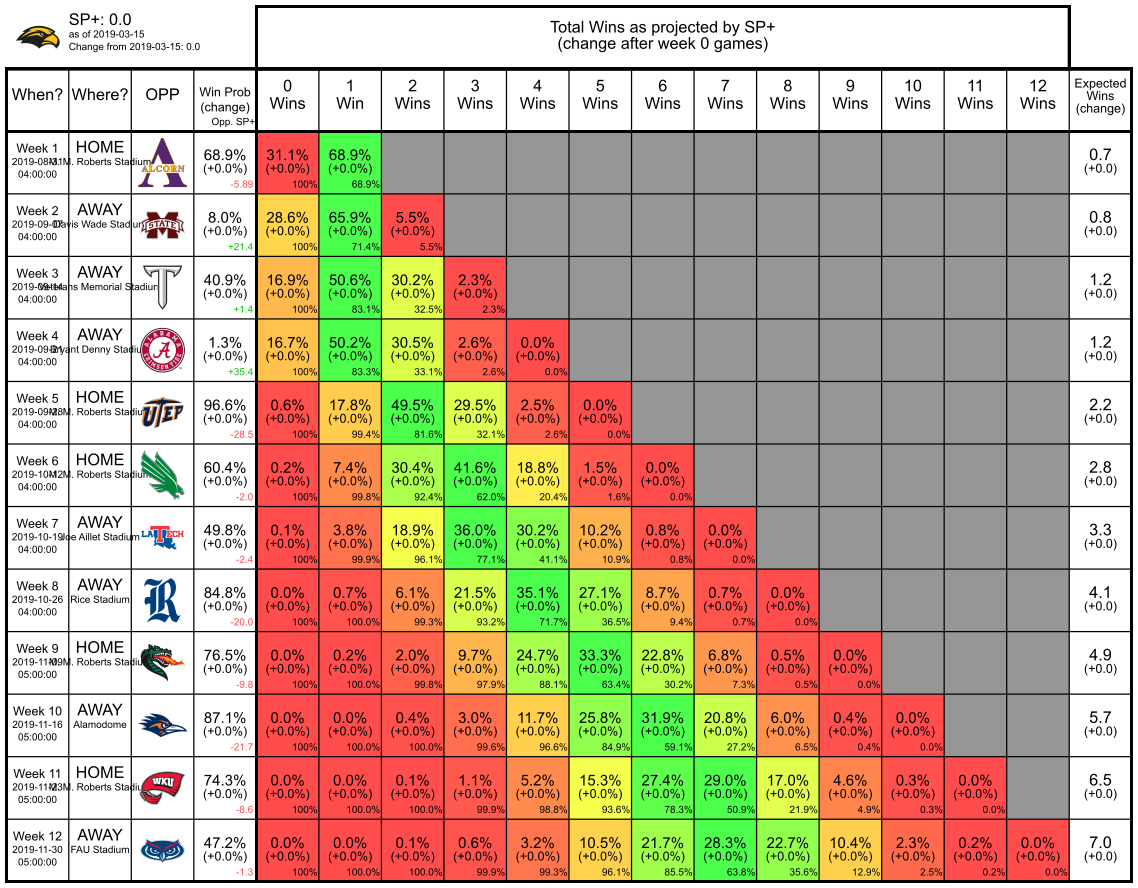 SP+: 0.0
as of 2019-03-15
Change from 2019-03-15: 0.0
Total Wins as projected by SP+
(change after week 0 games)
When? Where? OPP Win Prob (change) Opp. SP+ 0 Wins 1 Win 2 Wins 3 Wins 4 Wins 5 Wins 6 Wins 7 Wins 8 Wins 9 Wins 10 Wins 11 Wins 12 Wins Expected Wins (change)
Week 1 HOME ALCORN 68.9% 31.1% 68.9% 0.7
M. Roberts Stadium (+0.0%) (+0.0%) (+0.0%) (+0.0)
04:00:00 -5.89 100% 68.9%
Week 2 AWAY STATE 8.0% 28.6% 65.9% 5.5% 0.8
Davis Wade Stadium (+0.0%) (+0.0%) (+0.0%) (+0.0%) (+0.0)
04:00:00 +21.4 100% 71.4% 5.5%
Week 3 AWAY T 40.9% 16.9% 50.6% 30.2% 2.3% 1.2
Veterans Memorial Stadium (+0.0%) (+0.0%) (+0.0%) (+0.0%) (+0.0%) (+0.0)
04:00:00 +1.4 100% 83.1% 32.5% 2.3%
Week 4 AWAY ALABAMA A CRIMSON TIDE 1.3% 16.7% 50.2% 30.5% 2.6% 0.0% 1.2
Bryant Denny Stadium (+0.0%) (+0.0%) (+0.0%) (+0.0%) (+0.0%) (+0.0%) (+0.0)
04:00:00 +35.4 100% 83.3% 33.1% 2.6% 0.0%
Week 5 HOME UTEP 96.6% 0.6% 17.8% 49.5% 29.5% 2.5% 0.0% 2.2
M. Roberts Stadium (+0.0%) (+0.0%) (+0.0%) (+0.0%) (+0.0%) (+0.0%) (+0.0%) (+0.0)
04:00:00 -28.5 100% 99.4% 81.6% 32.1% 2.6% 0.0%
Week 6 HOME 60.4% 0.2% 7.4% 30.4% 41.6% 18.8% 1.5% 0.0% 2.8
M. Roberts Stadium (+0.0%) (+0.0%) (+0.0%) (+0.0%) (+0.0%) (+0.0%) (+0.0%) (+0.0%) (+0.0)
04:00:00 -2.0 100% 99.8% 92.4% 62.0% 20.4% 1.6% 0.0%
Week 7 AWAY LA TECH 49.8% 0.1% 3.8% 18.9% 36.0% 30.2% 10.2% 0.8% 0.0% 3.3
2019-10-19 Joe Aillet Stadium (+0.0%) (+0.0%) (+0.0%) (+0.0%) (+0.0%) (+0.0%) (+0.0%) (+0.0%) (+0.0%) (+0.0)
04:00:00 -2.4 100% 99.9% 96.1% 77.1% 41.1% 10.9% 0.8% 0.0%
Week 8 AWAY R 84.8% 0.0% 0.7% 6.1% 21.5% 35.1% 27.1% 8.7% 0.7% 0.0% 4.1
2019-10-26 Rice Stadium (+0.0%) (+0.0%) (+0.0%) (+0.0%) (+0.0%) (+0.0%) (+0.0%) (+0.0%) (+0.0%) (+0.0%) (+0.0)
04:00:00 -20.0 100% 100.0% 99.3% 93.2% 71.7% 36.5% 9.4% 0.7% 0.0%
Week 9 HOME 76.5% 0.0% 0.2% 2.0% 9.7% 24.7% 33.3% 22.8% 6.8% 0.5% 0.0% 4.9
M. Roberts Stadium (+0.0%) (+0.0%) (+0.0%) (+0.0%) (+0.0%) (+0.0%) (+0.0%) (+0.0%) (+0.0%) (+0.0%) (+0.0%) (+0.0)
05:00:00 -9.8 100% 100.0% 99.8% 97.9% 88.1% 63.4% 30.2% 7.3% 0.5% 0.0%
Week 10 AWAY 87.1% 0.0% 0.0% 0.4% 3.0% 11.7% 25.8% 31.9% 20.8% 6.0% 0.4% 0.0% 5.7
2019-11-16 Alamodome (+0.0%) (+0.0%) (+0.0%) (+0.0%) (+0.0%) (+0.0%) (+0.0%) (+0.0%) (+0.0%) (+0.0%) (+0.0%) (+0.0%) (+0.0)
05:00:00 -21.7 100% 100.0% 100.0% 99.6% 96.6% 84.9% 59.1% 27.2% 6.5% 0.4% 0.0%
Week 11 HOME WKU 74.3% 0.0% 0.0% 0.1% 1.1% 5.2% 15.3% 27.4% 29.0% 17.0% 4.6% 0.3% 0.0% 6.5
M. Roberts Stadium (+0.0%) (+0.0%) (+0.0%) (+0.0%) (+0.0%) (+0.0%) (+0.0%) (+0.0%) (+0.0%) (+0.0%) (+0.0%) (+0.0%) (+0.0%) (+0.0)
05:00:00 -8.6 100% 100.0% 100.0% 99.9% 98.8% 93.6% 78.3% 50.9% 21.9% 4.9% 0.3% 0.0%
Week 12 AWAY 47.2% 0.0% 0.0% 0.1% 0.6% 3.2% 10.5% 21.7% 28.3% 22.7% 10.4% 2.3% 0.2% 0.0% 7.0
2019-11-30 FAU Stadium (+0.0%) (+0.0%) (+0.0%) (+0.0%) (+0.0%) (+0.0%) (+0.0%) (+0.0%) (+0.0%) (+0.0%) (+0.0%) (+0.0%) (+0.0%) (+0.0%) (+0.0)
05:00:00 -1.3 100% 100.0% 100.0% 99.9% 99.3% 96.1% 85.5% 63.8% 35.6% 12.9% 2.5% 0.2% 0.0%